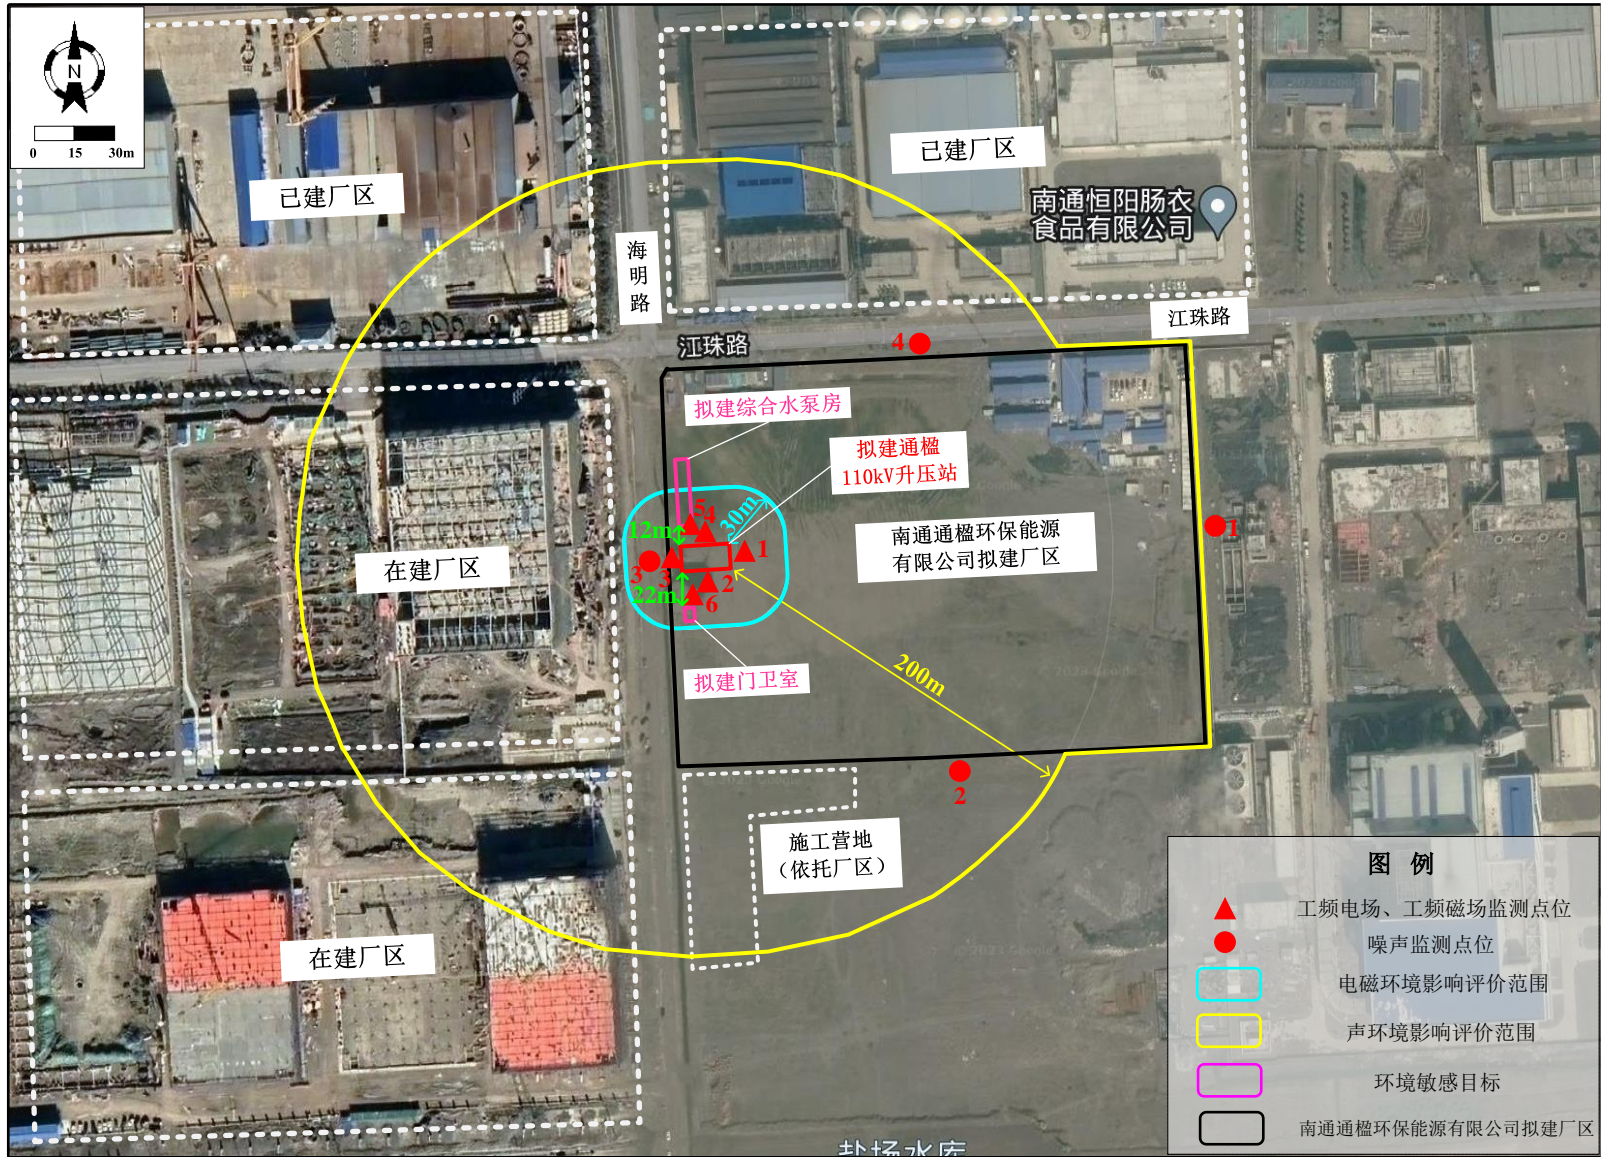 N
0 15 30m
已建厂区
已建厂区
南通恒阳肠衣
食品有限公司
海
明
路
江珠路
江珠路
4
拟建综合水泵房
拟建通楹
110kV升压站
南通通楹环保能源
有限公司拟建厂区
30m
5
4
12m
1
3
3
2
22m
6
1
在建厂区
拟建门卫室
200m
2
施工营地
（依托厂区）
在建厂区
盐场水库
图 例
工频电场、工频磁场监测点位
噪声监测点位
电磁环境影响评价范围
声环境影响评价范围
环境敏感目标
南通通楹环保能源有限公司拟建厂区